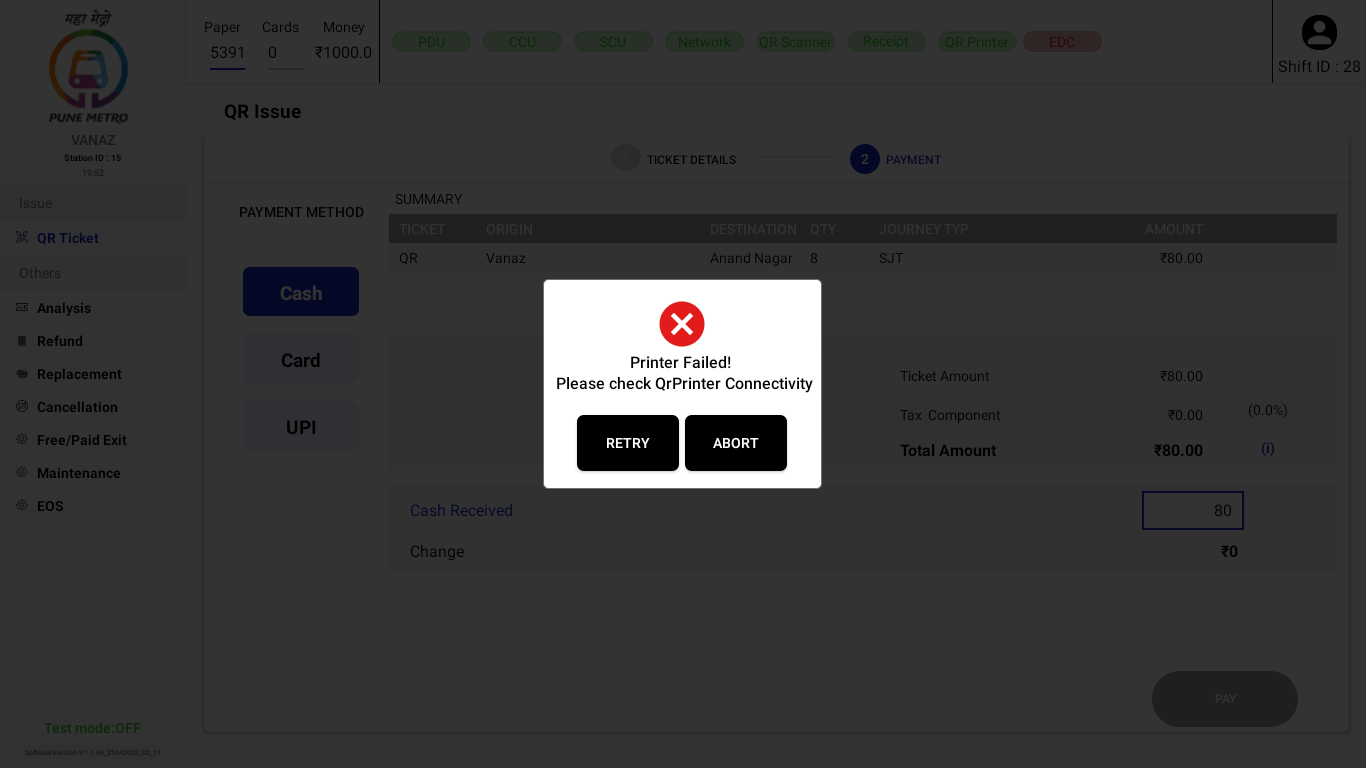 महा मेट्रो
PUNE METRO
VANAZ
Station ID : 15
19:52
Issue
QR Ticket
Others
Analysis
Refund
Replacement
Cancellation
Free/Paid Exit
Maintenance
EOS
Test mode:OFF
Paper Cards Money
5391 0 ₹1000.0
PDU CCU SCU Network QR Scanner Receipt QR Printer EDC
Shift ID : 28
QR Issue
1 TICKET DETAILS 2 PAYMENT
PAYMENT METHOD
Cash
Card
UPI
SUMMARY
TICKET ORIGIN DESTINATION QTY JOURNEY TYP AMOUNT
QR Vanaz Anand Nagar 8 SJT ₹80.00
Ticket Amount ₹80.00
Tax Component ₹0.00 (0.0%)
Total Amount ₹80.00 (i)
Cash Received 80
Change ₹0
PAY
Printer Failed!
Please check QrPrinter Connectivity
RETRY ABORT